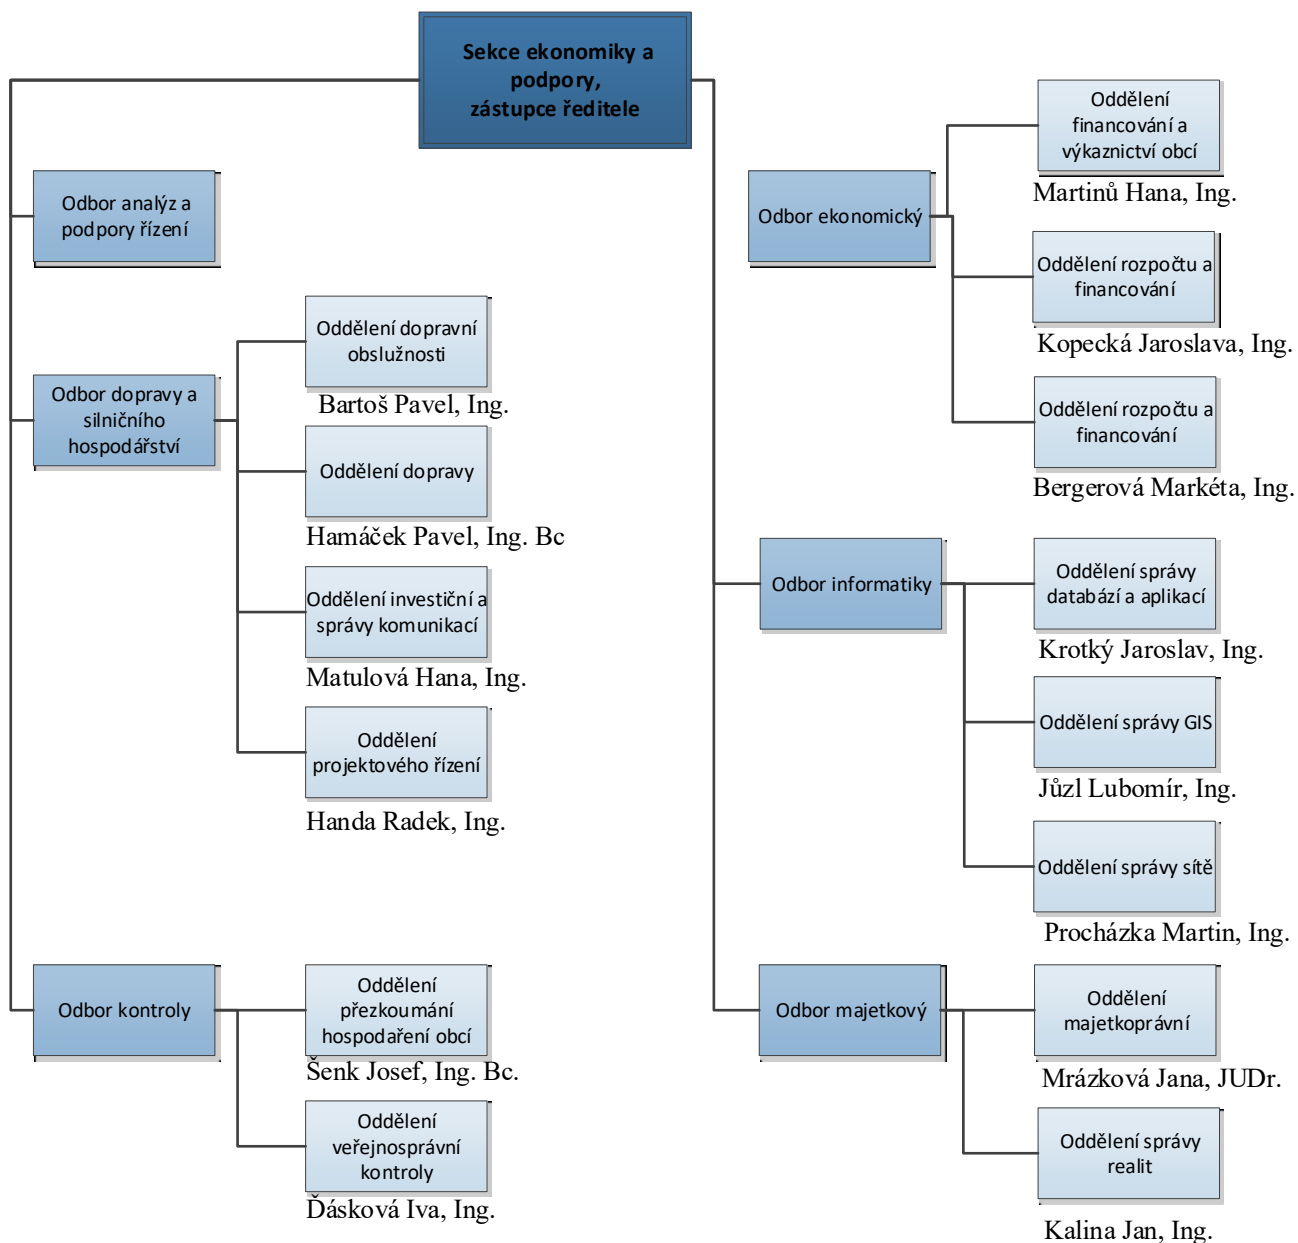 Sekce ekonomiky a
podpory,
zástupce ředitele
Odbor analýz a
podpory řízení
Odbor dopravy a
silničního
hospodářství
Oddělení dopravní
obslužnosti
Bartoš Pavel, Ing.
Oddělení dopravy
Hamáček Pavel, Ing. Bc
Oddělení investiční a
správy komunikací
Matulová Hana, Ing.
Oddělení
projektového řízení
Handa Radek, Ing.
Odbor kontroly
Oddělení
přezkoumání
hospodaření obcí
Šenk Josef, Ing. Bc.
Oddělení
veřejnosprávní
kontroly
Ďásková Iva, Ing.
Odbor ekonomický
Oddělení
financování a
výkaznictví obcí
Martinů Hana, Ing.
Oddělení rozpočtu a
financování
Kopecká Jaroslava, Ing.
Oddělení rozpočtu a
financování
Bergerová Markéta, Ing.
Odbor informatiky
Oddělení správy
databází a aplikací
Krotký Jaroslav, Ing.
Oddělení správy GIS
Jůzl Lubomír, Ing.
Oddělení správy sítě
Procházka Martin, Ing.
Odbor majetkový
Oddělení
majetkoprávní
Mrázková Jana, JUDr.
Oddělení správy
realit
Kalina Jan, Ing.